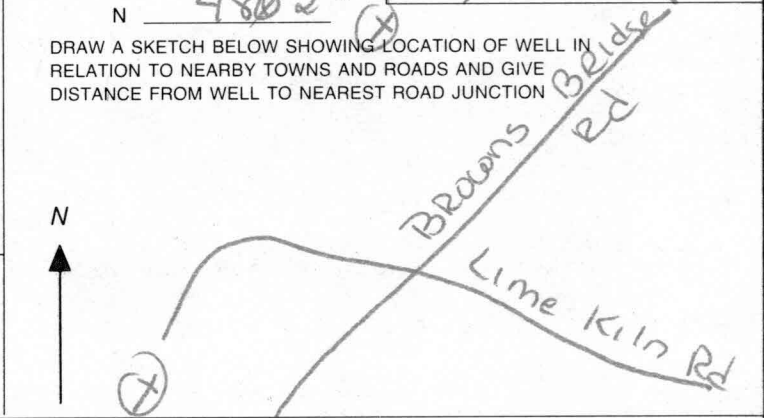 N
DRAW A SKETCH BELOW SHOWING LOCATION OF WELL IN
RELATION TO NEARBY TOWNS AND ROADS AND GIVE
DISTANCE FROM WELL TO NEAREST ROAD JUNCTION
Browns Bridge
Rd
N
Lime Kiln Rd